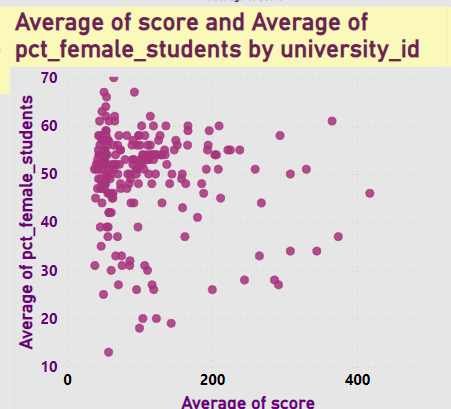 Average of score and Average of
pct_female_students by university_id
70
60
50
40
30
20
10
Average of pct_female_students
0
200
400
Average of score